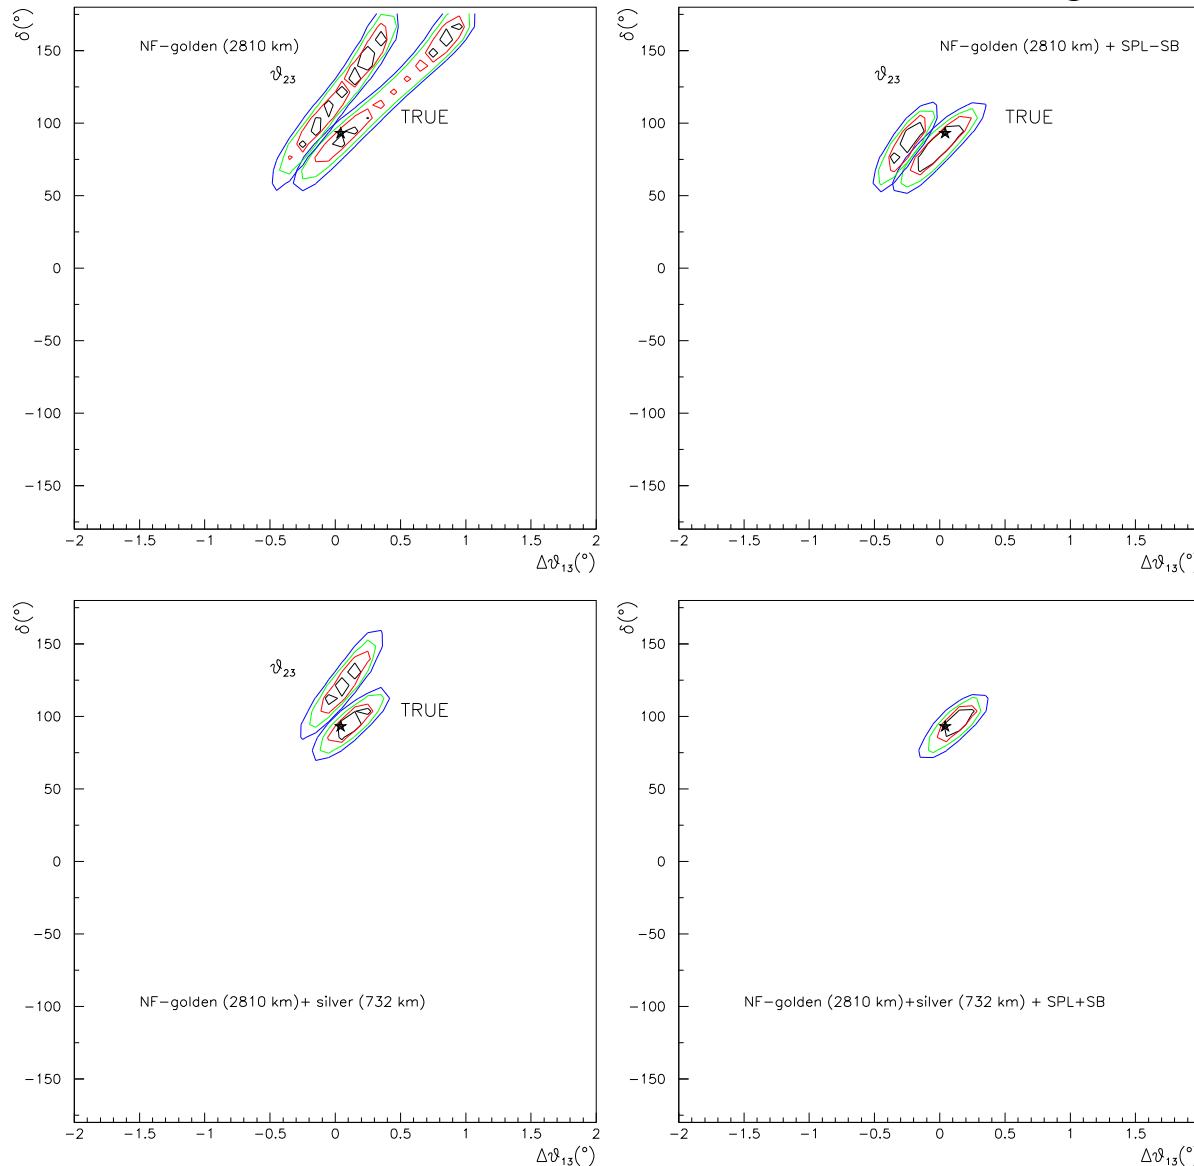 δ(°)
150
100
50
0
−50
−100
−150
NF−golden (2810 km)
ϑ23
TRUE
−2 −1.5 −1 −0.5 0 0.5 1 1.5 2
Δϑ13(°)
δ(°)
150
100
50
0
−50
−100
−150
NF−golden (2810 km) + SPL−SB
ϑ23
TRUE
−2 −1.5 −1 −0.5 0 0.5 1 1.5
Δϑ13(°)
δ(°)
150
100
50
0
−50
−100
−150
ϑ23
TRUE
NF−golden (2810 km)+ silver (732 km)
−2 −1.5 −1 −0.5 0 0.5 1 1.5 2
Δϑ13(°)
δ(°)
150
100
50
0
−50
−100
−150
NF−golden (2810 km)+silver (732 km) + SPL+SB
−2 −1.5 −1 −0.5 0 0.5 1 1.5
Δϑ13(°)